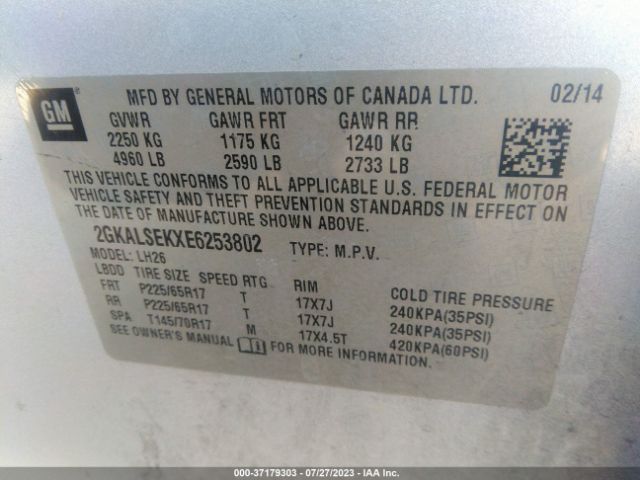 GM ®
MFD BY GENERAL MOTORS OF CANADA LTD. 02/14
GVWR GAWR FRT GAWR RR
2250 KG 1175 KG 1240 KG
4960 LB 2590 LB 2733 LB
THIS VEHICLE CONFORMS TO ALL APPLICABLE U.S. FEDERAL MOTOR
VEHICLE SAFETY AND THEFT PREVENTION STANDARDS IN EFFECT ON
THE DATE OF MANUFACTURE SHOWN ABOVE.
2GKALSEKXE6253802 TYPE: M.P.V.
MODEL: LH26
LBDD TIRE SIZE SPEED RTG RIM COLD TIRE PRESSURE
FRT P225/65R17 T 17X7J 240KPA(35PSI)
RR P225/65R17 T 17X7J 240KPA(35PSI)
SPA T145/70R17 M 17X4.5T 420KPA(60PSI)
SEE OWNER'S MANUAL FOR MORE INFORMATION.
000-37179303 / 07/27/2023 - IAA Inc.